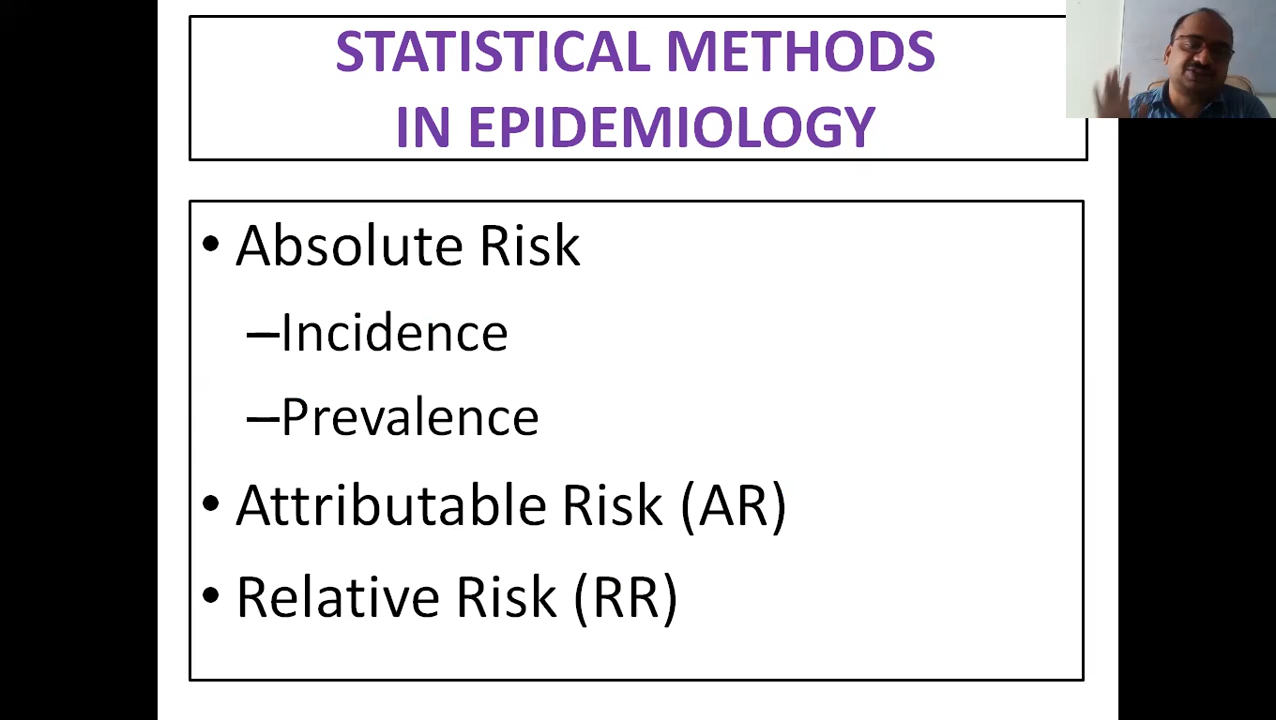 STATISTICAL METHODS
IN EPIDEMIOLOGY
• Absolute Risk
–Incidence
–Prevalence
• Attributable Risk (AR)
• Relative Risk (RR)